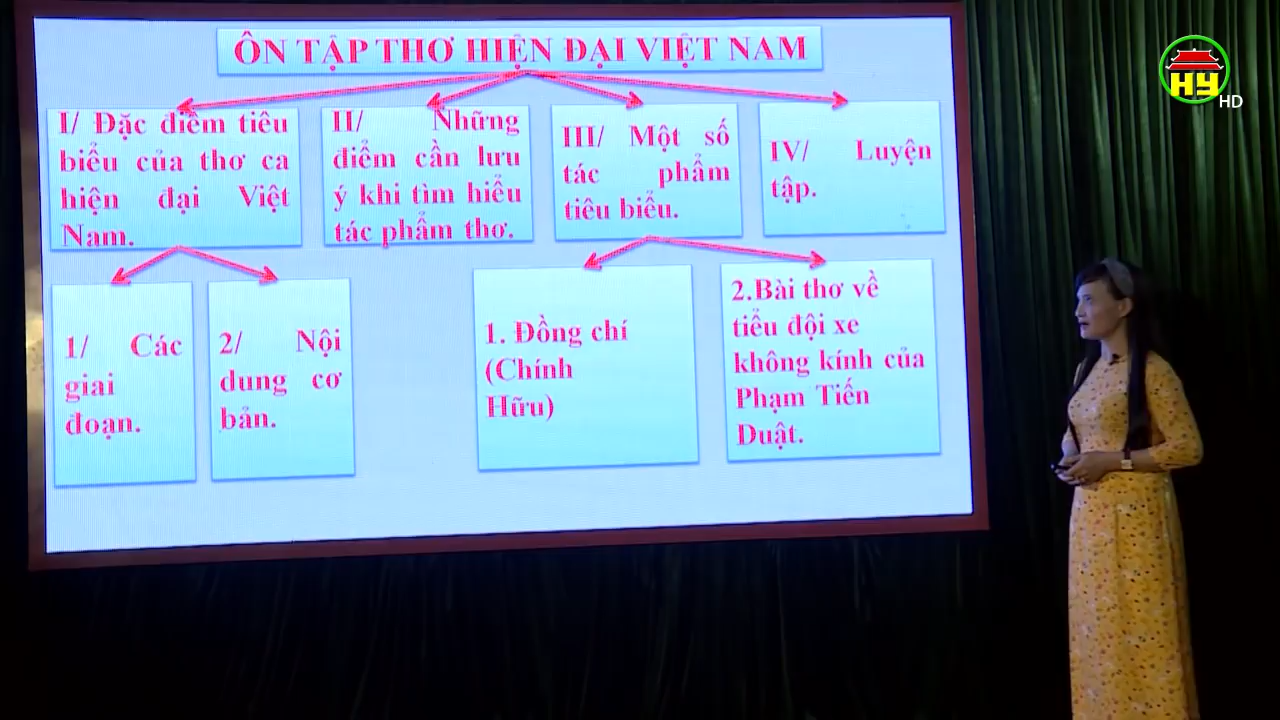 ÔN TẬP THƠ HIỆN ĐẠI VIỆT NAM
I/ Đặc điểm tiêu
biểu của thơ ca
hiện đại Việt
Nam.
II/ Những
điểm cần lưu
ý khi tìm hiểu
tác phẩm thơ.
III/ Một số
tác phẩm
tiêu biểu.
IV/ Luyện
tập.
1/ Các
giai
đoạn.
2/ Nội
dung cơ
bản.
1. Đồng chí
(Chính
Hữu)
2.Bài thơ về
tiểu đội xe
không kính của
Phạm Tiến
Duật.
HY
HD